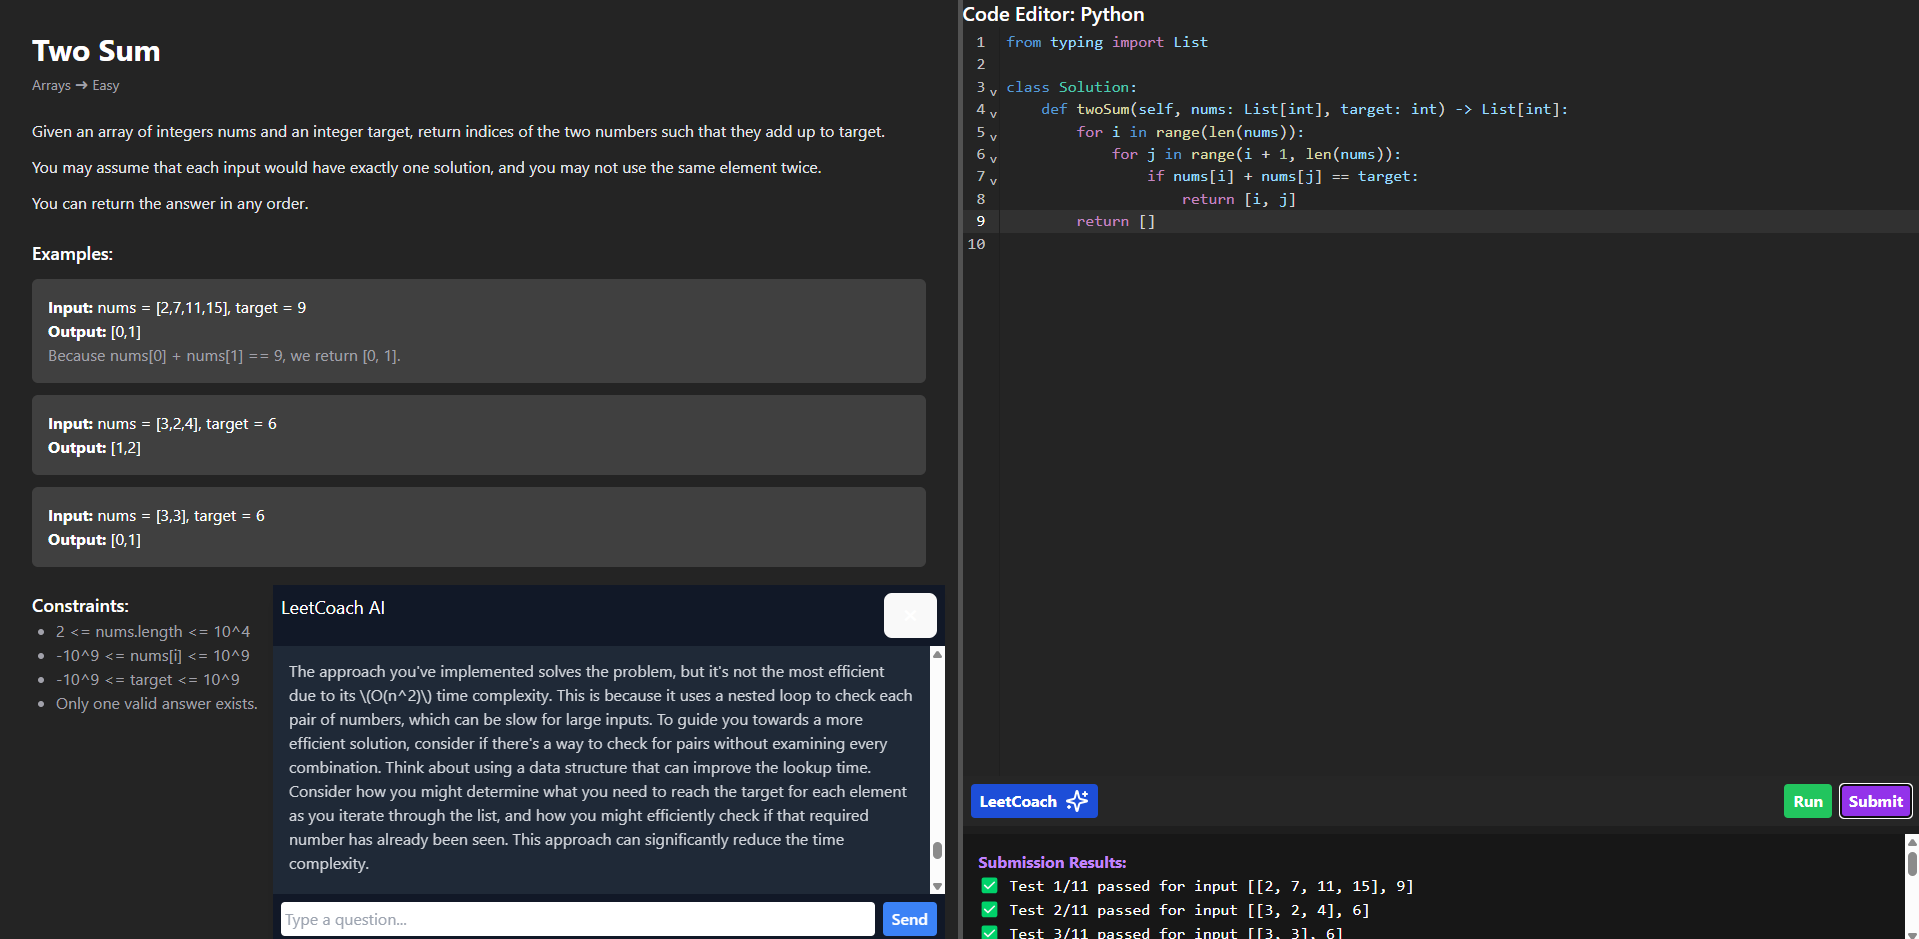 Two Sum
Arrays ➔ Easy
Given an array of integers nums and an integer target, return indices of the two numbers such that they add up to target.
You may assume that each input would have exactly one solution, and you may not use the same element twice.
You can return the answer in any order.
Examples:
Input: nums = [2,7,11,15], target = 9
Output: [0,1]
Because nums[0] + nums[1] == 9, we return [0, 1].
Input: nums = [3,2,4], target = 6
Output: [1,2]
Input: nums = [3,3], target = 6
Output: [0,1]
Constraints:
• 2 <= nums.length <= 10^4
• -10^9 <= nums[i] <= 10^9
• -10^9 <= target <= 10^9
• Only one valid answer exists.
LeetCoach AI
The approach you've implemented solves the problem, but it's not the most efficient
due to its \(O(n^2)\) time complexity. This is because it uses a nested loop to check each
pair of numbers, which can be slow for large inputs. To guide you towards a more
efficient solution, consider if there's a way to check for pairs without examining every
combination. Think about using a data structure that can improve the lookup time.
Consider how you might determine what you need to reach the target for each element
as you iterate through the list, and how you might efficiently check if that required
number has already been seen. This approach can significantly reduce the time
complexity.
Type a question...
Send
Code Editor: Python
1 from typing import List
2
3 class Solution:
4     def twoSum(self, nums: List[int], target: int) -> List[int]:
5         for i in range(len(nums)):
6             for j in range(i + 1, len(nums)):
7                 if nums[i] + nums[j] == target:
8                     return [i, j]
9         return []
10
LeetCoach
Run
Submit
Submission Results:
✅ Test 1/11 passed for input [[2, 7, 11, 15], 9]
✅ Test 2/11 passed for input [[3, 2, 4], 6]
✅ Test 3/11 passed for input [[3, 3], 6]